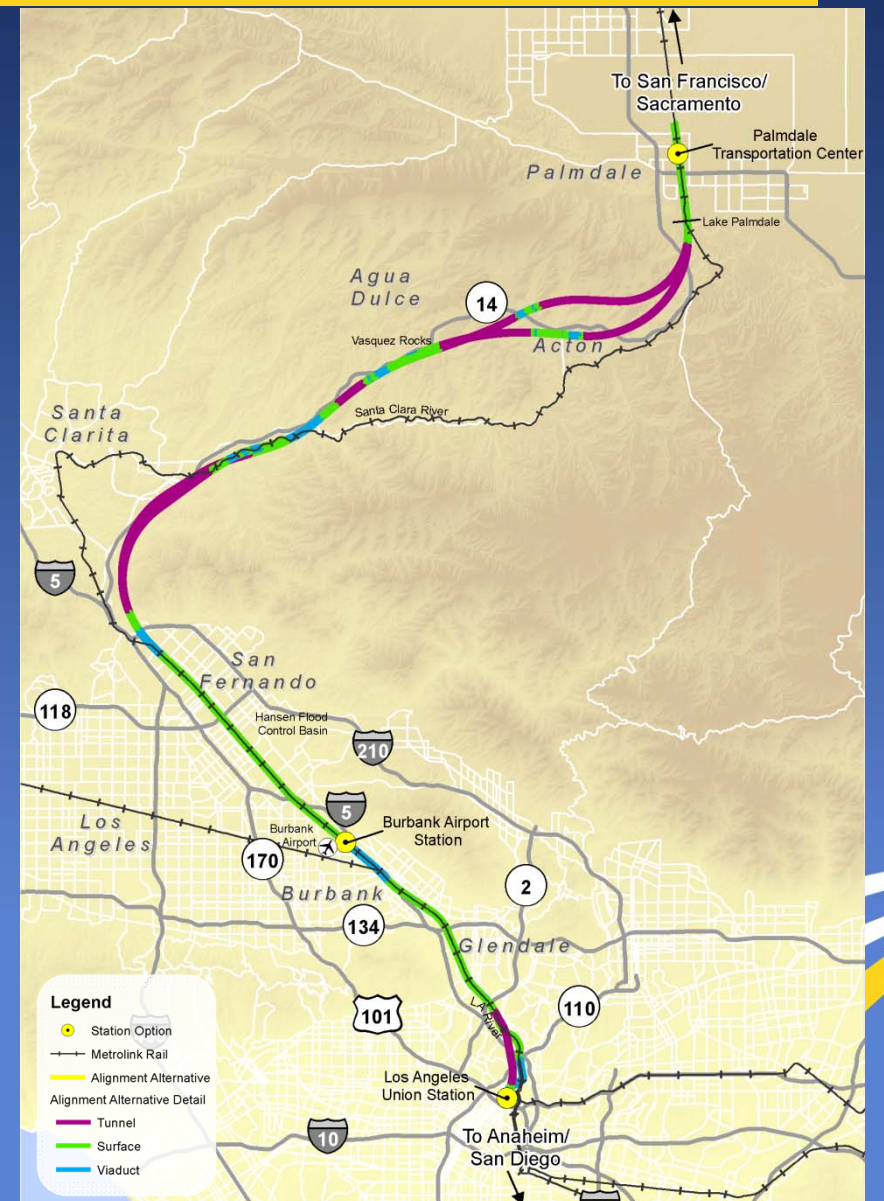 To San Francisco/
Sacramento
Palmdale
Transportation Center
Palmdale
Lake Palmdale
Agua
Dulce
14
Vasquez Rocks
Acton
Santa
Clarita
Santa Clara River
5
San
Fernando
118
Hansen Flood
Control Basin
210
5
Los
Angeles
Burbank
Airport
Burbank Airport
Station
170
Burbank
2
134
Glendale
LA River
101
110
Los Angeles
Union Station
10
To Anaheim/
San Diego
Legend
Station Option
Metrolink Rail
Alignment Alternative
Alignment Alternative Detail
Tunnel
Surface
Viaduct